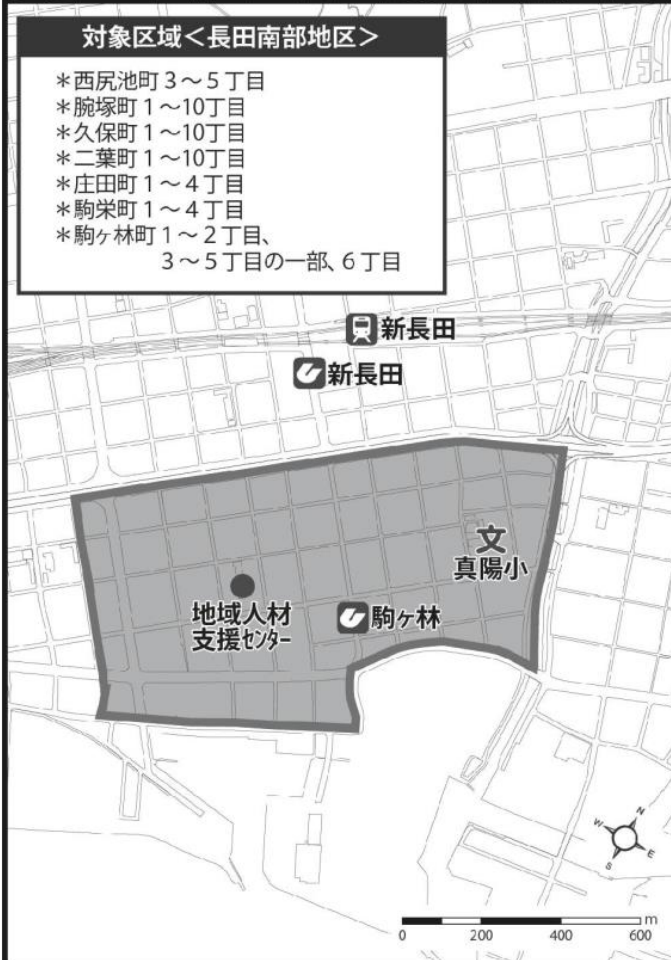 対象区域＜長田南部地区＞
＊西尻池町３～５丁目
＊腕塚町１～10丁目
＊久保町１～10丁目
＊二葉町１～10丁目
＊庄田町１～４丁目
＊駒栄町１～４丁目
＊駒ヶ林町１～２丁目、
３～５丁目の一部、６丁目
新長田
新長田
文
真陽小
地域人材
支援センター
駒ヶ林
N
W
E
S
m
0 200 400 600